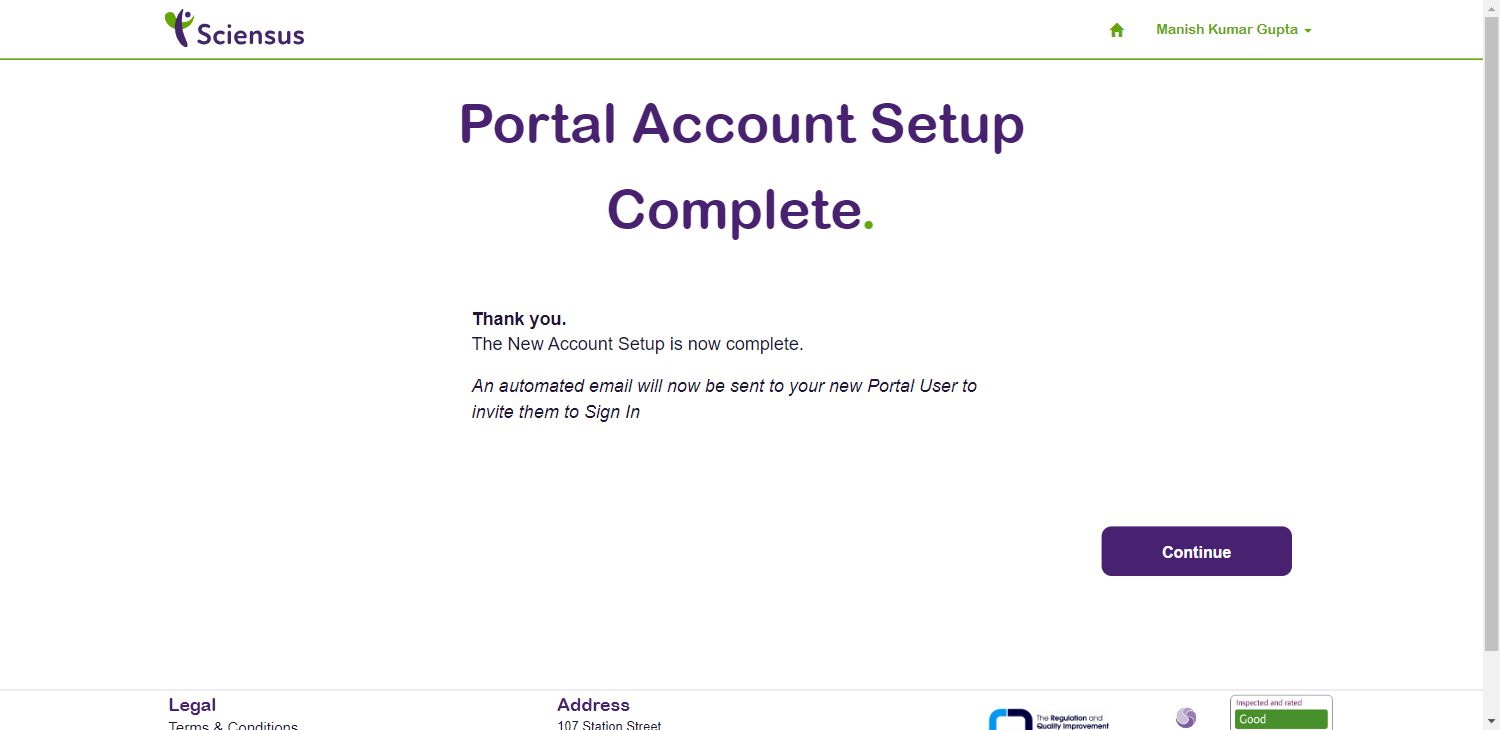 Sciensus
Manish Kumar Gupta
Portal Account Setup
Complete.
Thank you.
The New Account Setup is now complete.
An automated email will now be sent to your new Portal User to
invite them to Sign In
Continue
Legal
Address
Terms & Conditions
107 Station Street
The Regulation and
Quality Improvement
Inspected and rated
Good